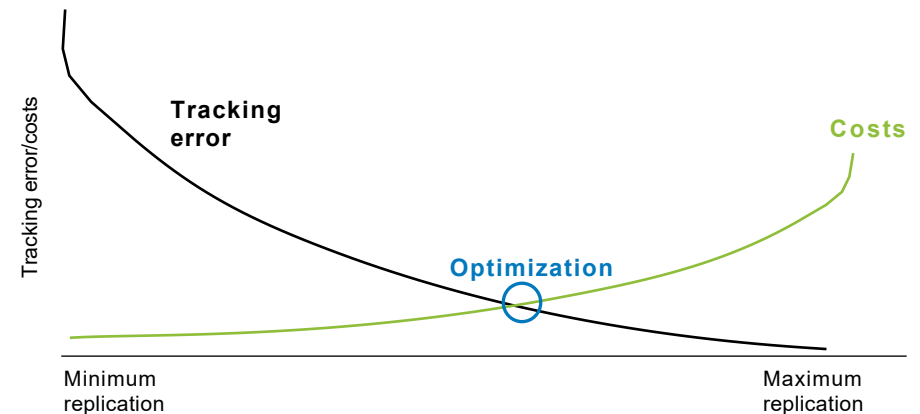 Tracking error/costs
Tracking
error
Costs
Optimization
Minimum
replication
Maximum
replication